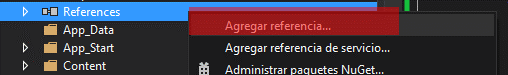 References
App_Data
App_Start
Content
Agregar referencia...
Agregar referencia de servicio...
Administrar paquetes NuGet...